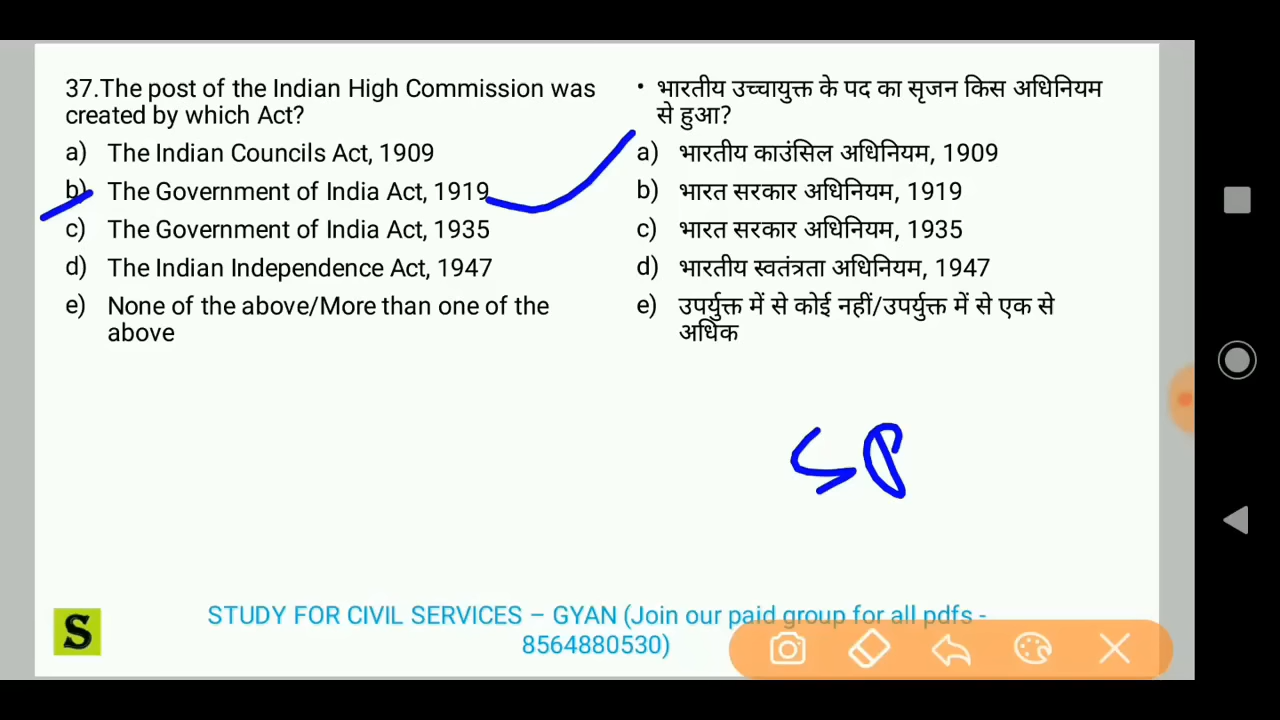 37.The post of the Indian High Commission was
created by which Act?
a) The Indian Councils Act, 1909
b) The Government of India Act, 1919
c) The Government of India Act, 1935
d) The Indian Independence Act, 1947
e) None of the above/More than one of the
above
• भारतीय उच्चायुक्त के पद का सृजन किस अधिनियम
से हुआ?
a) भारतीय काउंसिल अधिनियम, 1909
b) भारत सरकार अधिनियम, 1919
c) भारत सरकार अधिनियम, 1935
d) भारतीय स्वतंत्रता अधिनियम, 1947
e) उपर्युक्त में से कोई नहीं/उपर्युक्त में से एक से
अधिक
S
STUDY FOR CIVIL SERVICES – GYAN (Join our paid group for all pdfs -
8564880530)